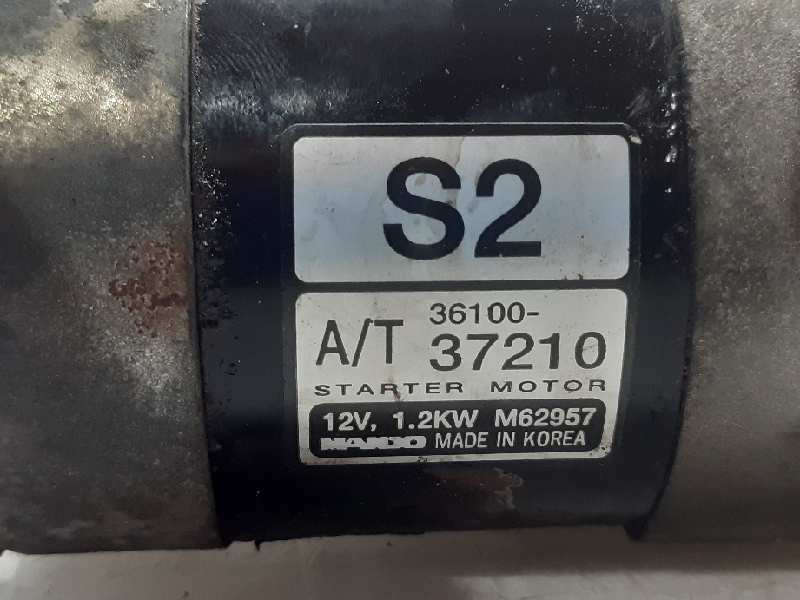 S2
A/T 36100-
37210
STARTER MOTOR
12V, 1.2KW M62957
MANDO MADE IN KOREA